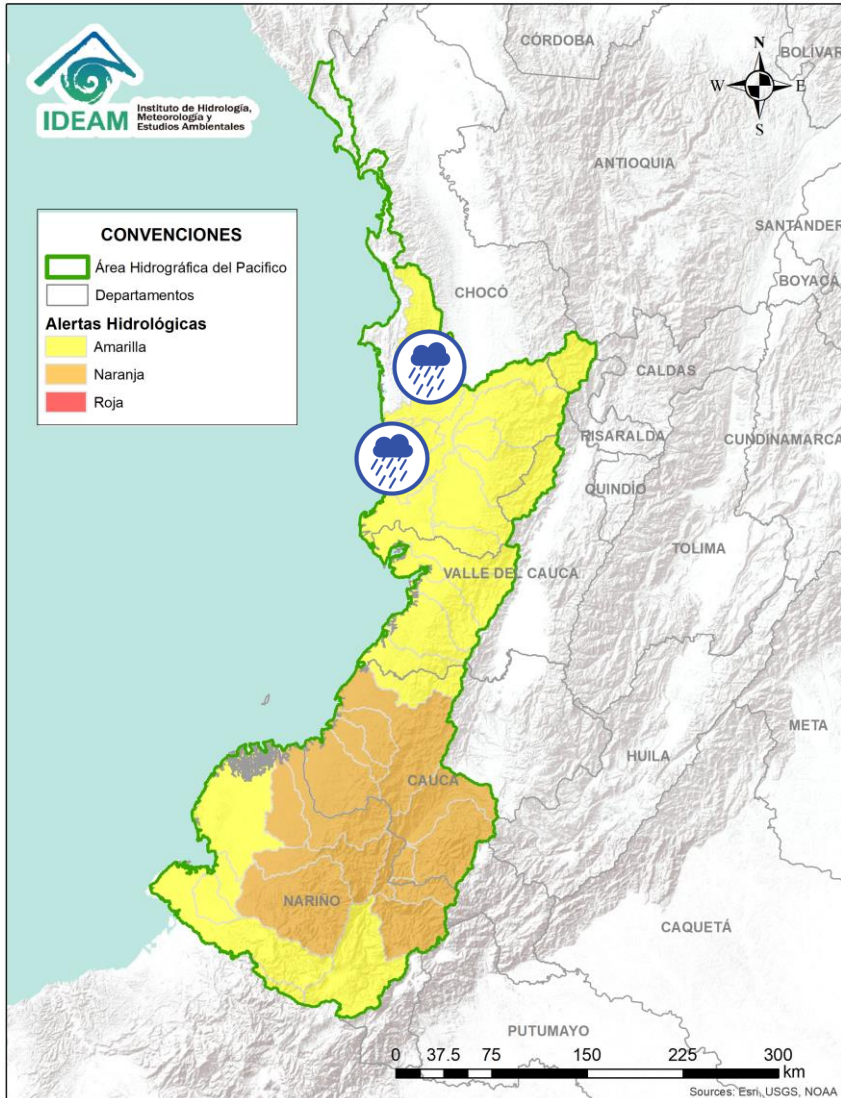 IDEAM
Instituto de Hidrología,
Meteorología y
Estudios Ambientales
N
W
E
S
CÓRDOBA
BOLÍVAR
ANTIOQUIA
SANTANDER
BOYACÁ
CHOCÓ
CALDAS
RISARALDA
CUNDINAMARCA
QUINDÍO
TOLIMA
VALLE DEL CAUCA
META
HUILA
CAUCA
NARIÑO
CAQUETÁ
PUTUMAYO
CONVENCIONES
Área Hidrográfica del Pacifico
Departamentos
Alertas Hidrológicas
Amarilla
Naranja
Roja
0 37.5 75 150 225 300
km
Sources: Esri, USGS, NOAA